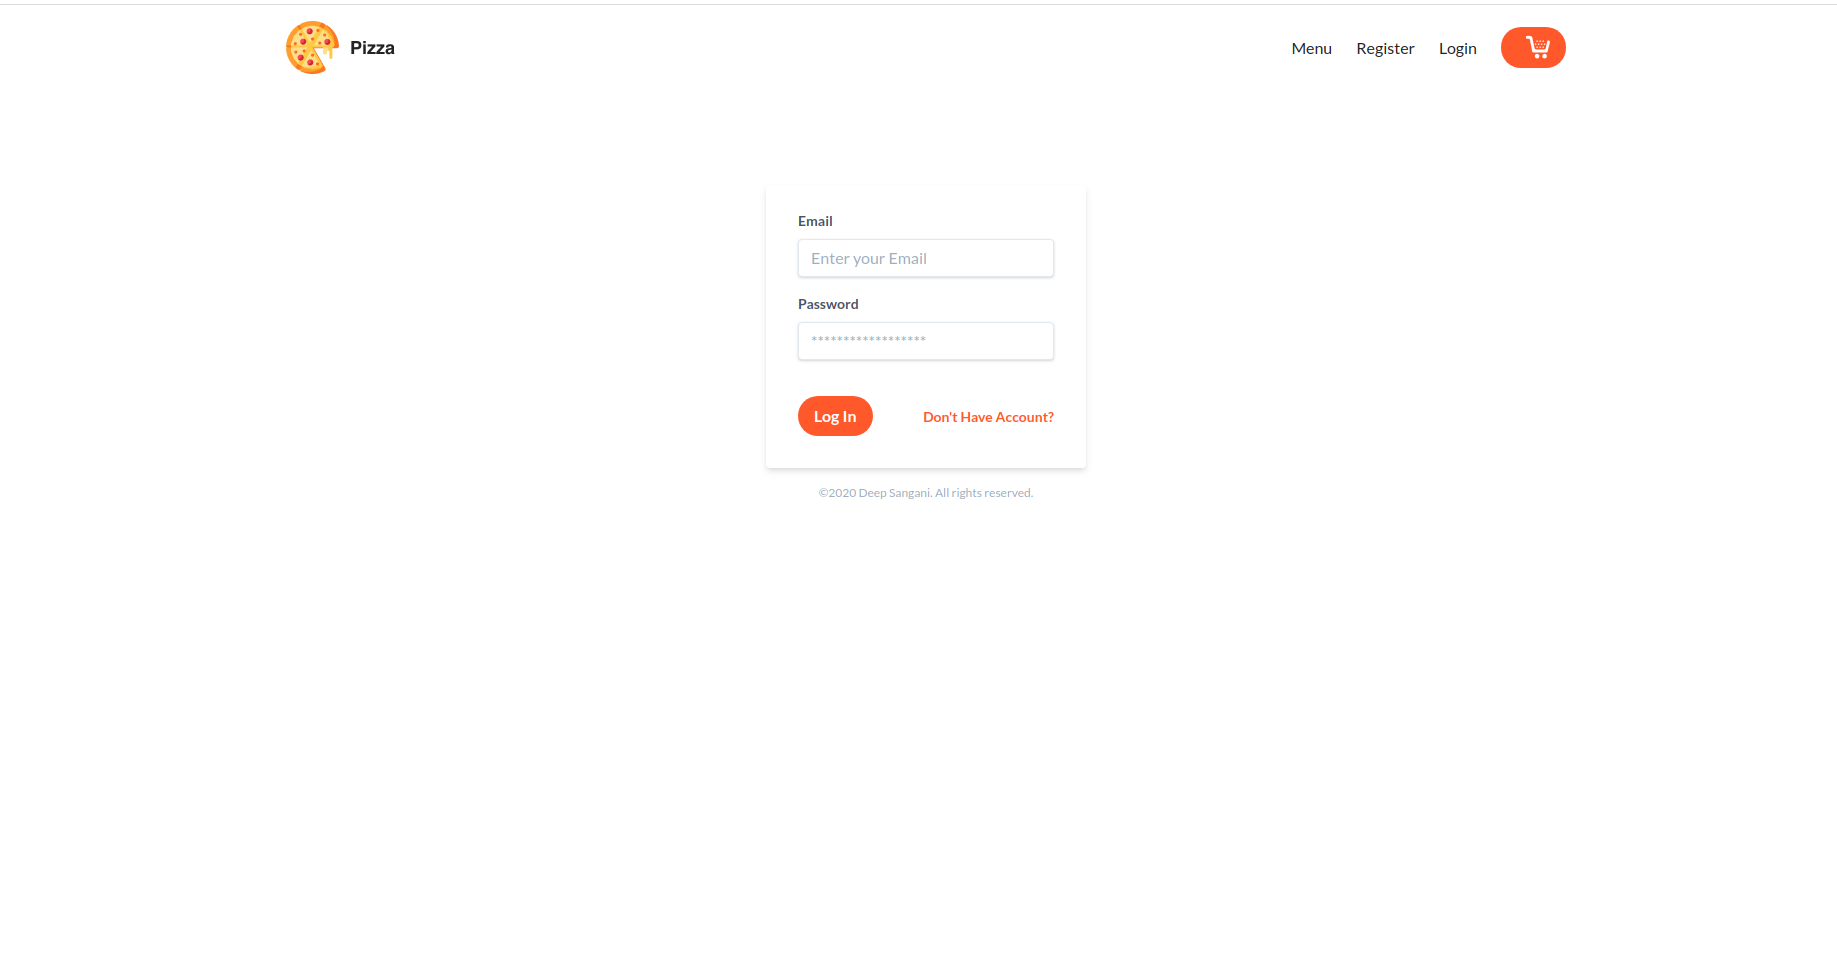 Pizza
Menu Register Login
Email
Enter your Email
Password
******************
Log In Don't Have Account?
©2020 Deep Sangani. All rights reserved.